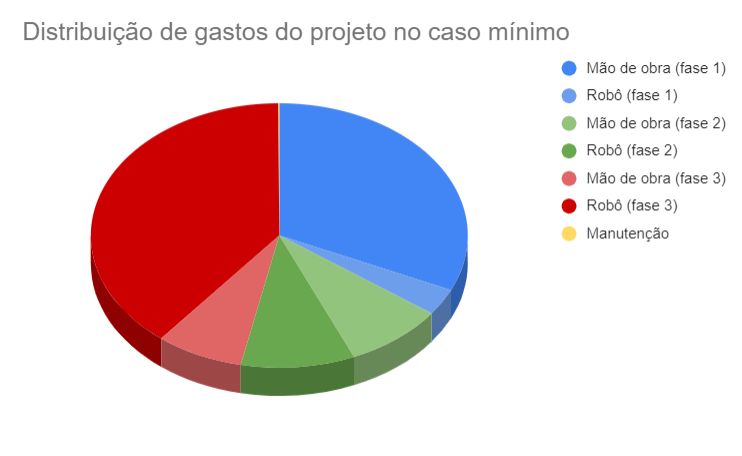 Distribuição de gastos do projeto no caso mínimo
Mão de obra (fase 1)
Robô (fase 1)
Mão de obra (fase 2)
Robô (fase 2)
Mão de obra (fase 3)
Robô (fase 3)
Manutenção